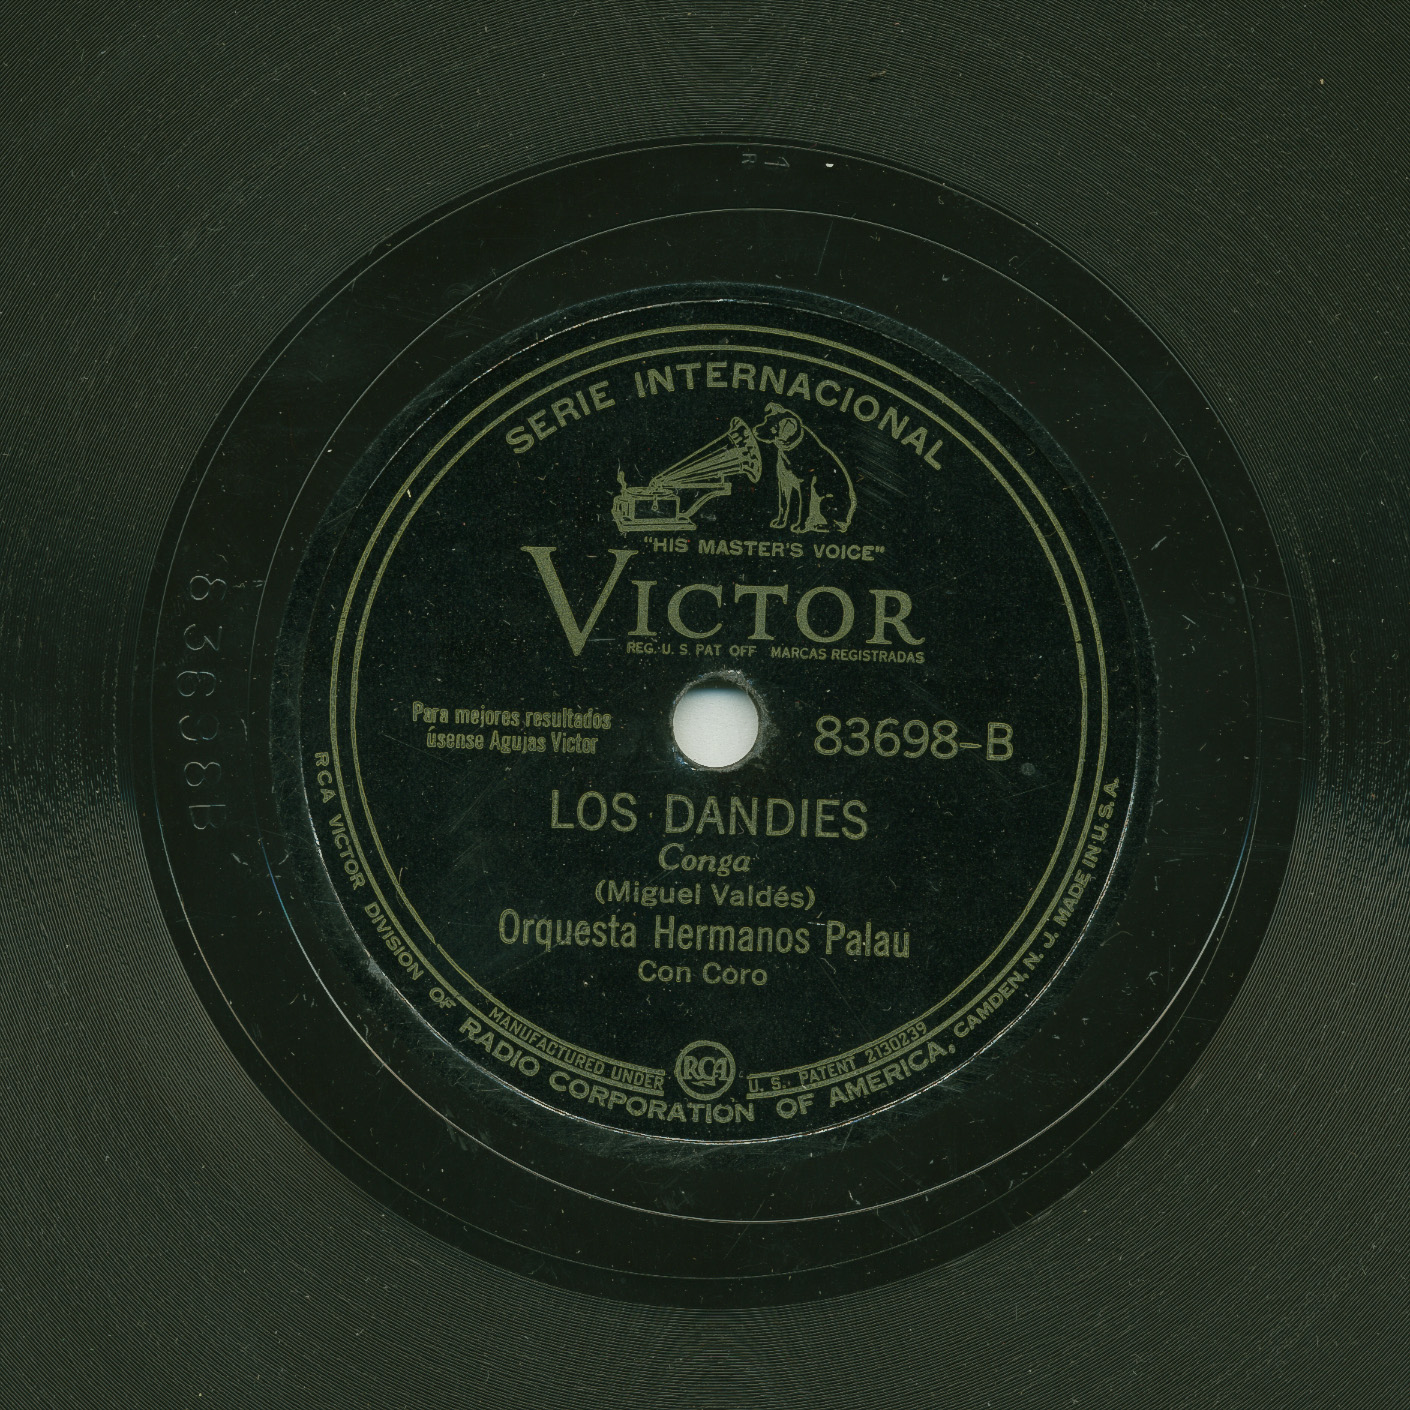 SERIE INTERNACIONAL
"HIS MASTER'S VOICE"
VICTOR
REG. U. S. PAT OFF MARCAS REGISTRADAS
Para mejores resultados
úsense Agujas Victor
83698-B
LOS DANDIES
Conga
(Miguel Valdés)
Orquesta Hermanos Palau
Con Coro
MANUFACTURED UNDER
RCA
U. S. PATENT 2130239
RCA VICTOR DIVISION OF RADIO CORPORATION OF AMERICA, CAMDEN, N. J. MADE IN U. S. A.
83698B
1
R